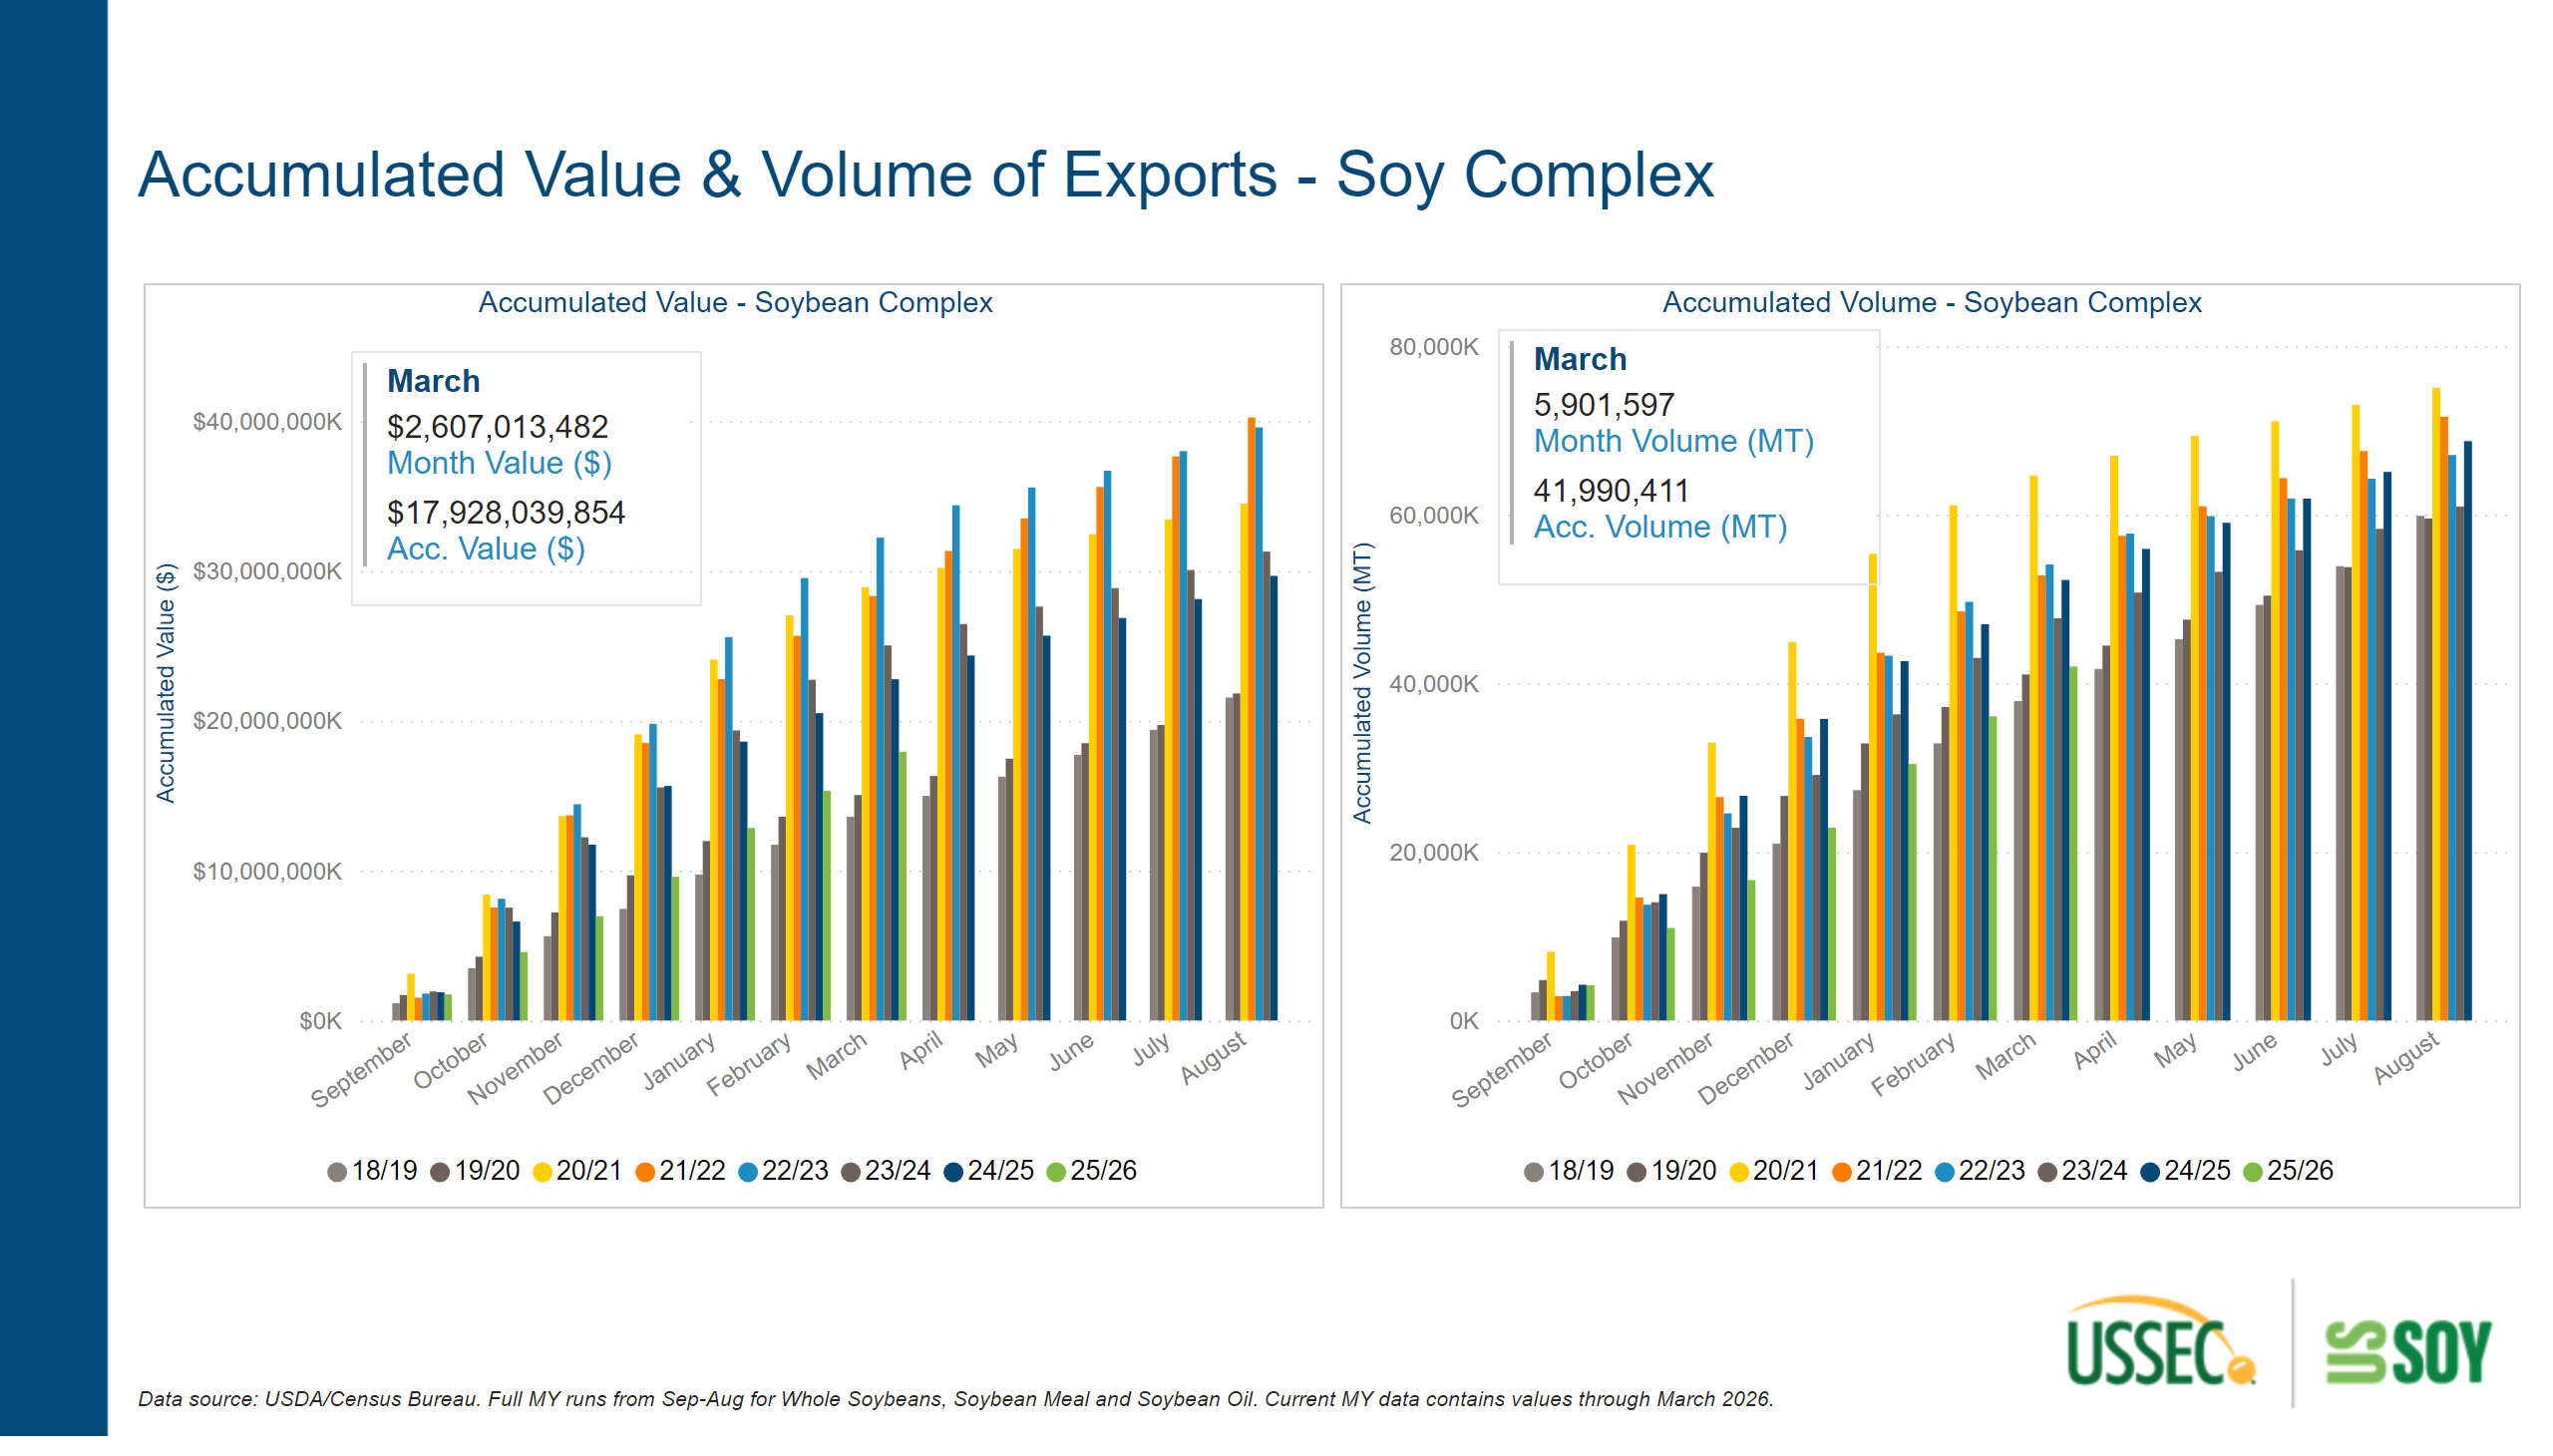 Accumulated Value & Volume of Exports - Soy Complex
Accumulated Value - Soybean Complex
March
$2,607,013,482
Month Value ($)
$17,928,039,854
Acc. Value ($)
Accumulated Value ($)
$40,000,000K
$30,000,000K
$20,000,000K
$10,000,000K
$0K
September
October
November
December
January
February
March
April
May
June
July
August
18/19
19/20
20/21
21/22
22/23
23/24
24/25
25/26
Accumulated Volume - Soybean Complex
March
5,901,597
Month Volume (MT)
41,990,411
Acc. Volume (MT)
Accumulated Volume (MT)
80,000K
60,000K
40,000K
20,000K
0K
September
October
November
December
January
February
March
April
May
June
July
August
18/19
19/20
20/21
21/22
22/23
23/24
24/25
25/26
USSEC
US SOY
Data source: USDA/Census Bureau. Full MY runs from Sep-Aug for Whole Soybeans, Soybean Meal and Soybean Oil. Current MY data contains values through March 2026.